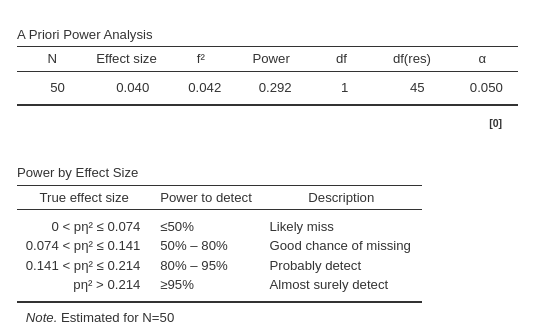 A Priori Power Analysis
N Effect size f² Power df df(res) α
50 0.040 0.042 0.292 1 45 0.050
[0]
Power by Effect Size
True effect size Power to detect Description
0 < pη² ≤ 0.074 ≤50% Likely miss
0.074 < pη² ≤ 0.141 50% – 80% Good chance of missing
0.141 < pη² ≤ 0.214 80% – 95% Probably detect
pη² > 0.214 ≥95% Almost surely detect
Note. Estimated for N=50